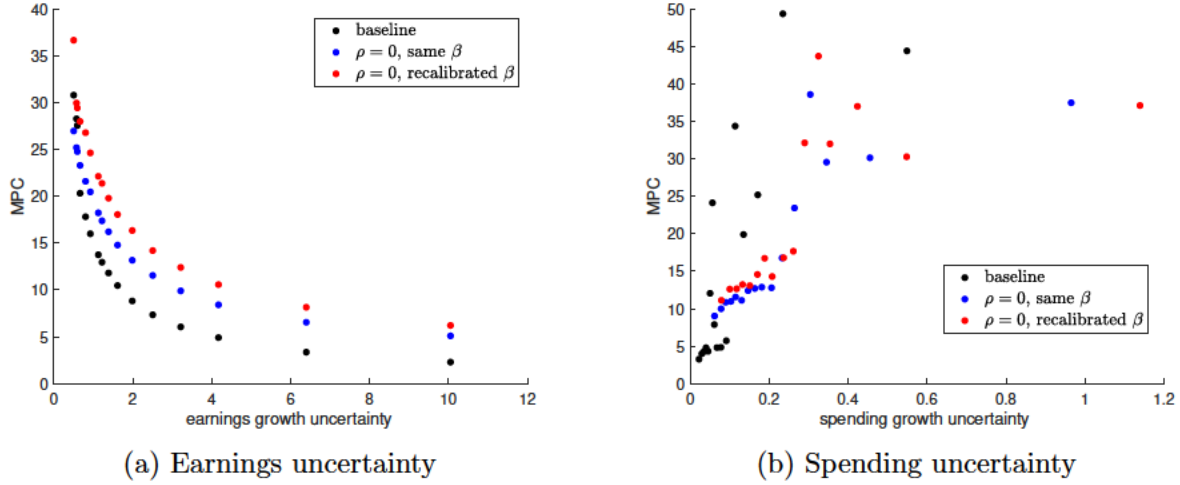 40
35
30
25
20
15
10
5
0
MPC
0 2 4 6 8 10 12
earnings growth uncertainty
baseline
ρ = 0, same β
ρ = 0, recalibrated β
(a) Earnings uncertainty
50
45
40
35
30
25
20
15
10
5
0
MPC
0 0.2 0.4 0.6 0.8 1 1.2
spending growth uncertainty
baseline
ρ = 0, same β
ρ = 0, recalibrated β
(b) Spending uncertainty